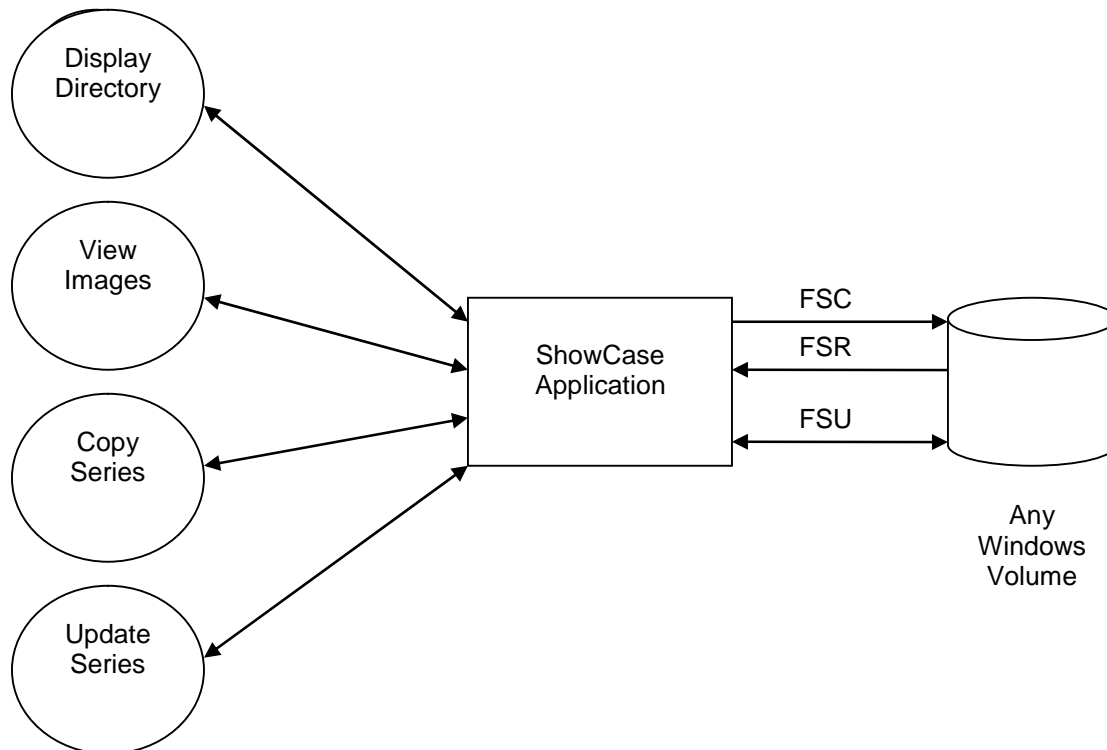 Display
Directory
View
Images
Copy
Series
Update
Series
ShowCase
Application
FSC
FSR
FSU
Any
Windows
Volume